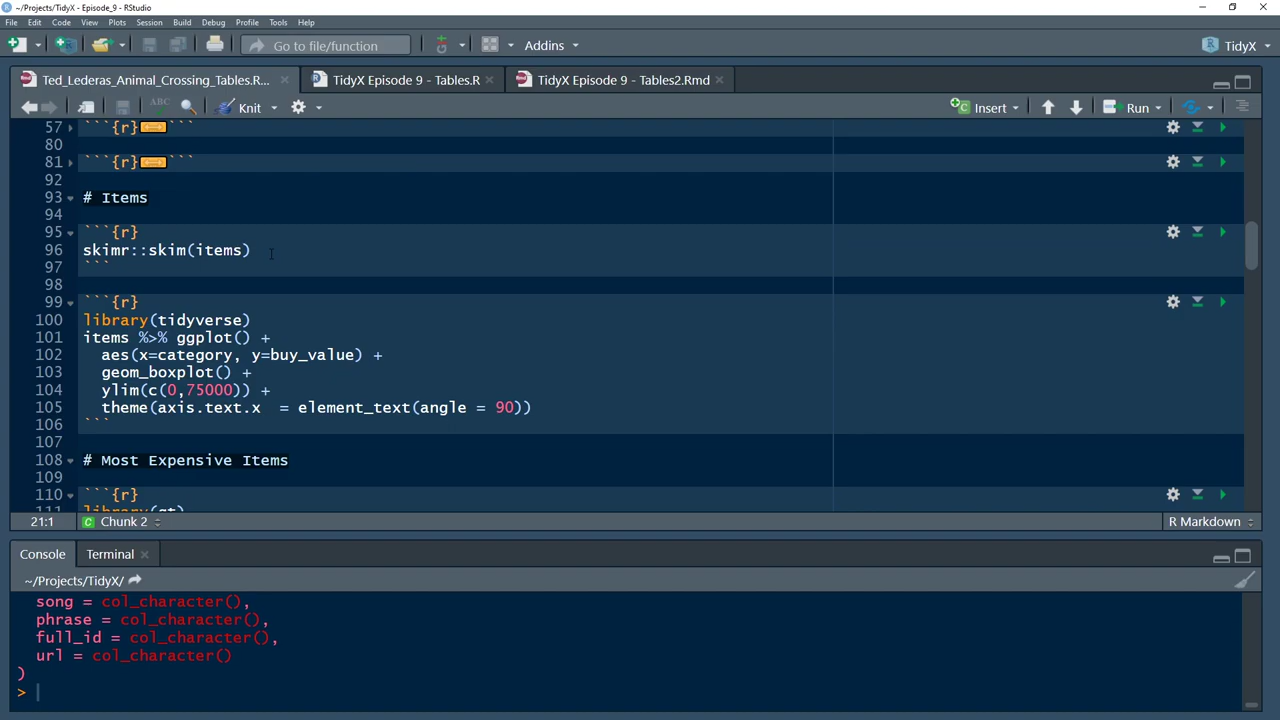 ~/Projects/TidyX/Episode_9 - RStudio
File Edit Code View Plots Session Build Debug Profile Tools Help
Go to file/function Addins TidyX
Ted_Lederas_Animal_Crossing_Tables.R... TidyX Episode 9 - Tables.R TidyX Episode 9 - Tables2.Rmd
ABC Knit Insert Run
57 ```{r} ```
80
81 ```{r} ```
92
93 # Items
94
95 ```{r}
96 skimr::skim(items)
97 ```
98
99 ```{r}
100 library(tidyverse)
101 items %>% ggplot() +
102 aes(x=category, y=buy_value) +
103 geom_boxplot() +
104 ylim(c(0,75000)) +
105 theme(axis.text.x  = element_text(angle = 90))
106 ```
107
108 # Most Expensive Items
109
110 ```{r}
111 library(gt)
21:1 Chunk 2 R Markdown
Console Terminal
~/Projects/TidyX/
song = col_character(),
phrase = col_character(),
full_id = col_character(),
url = col_character()
)
>